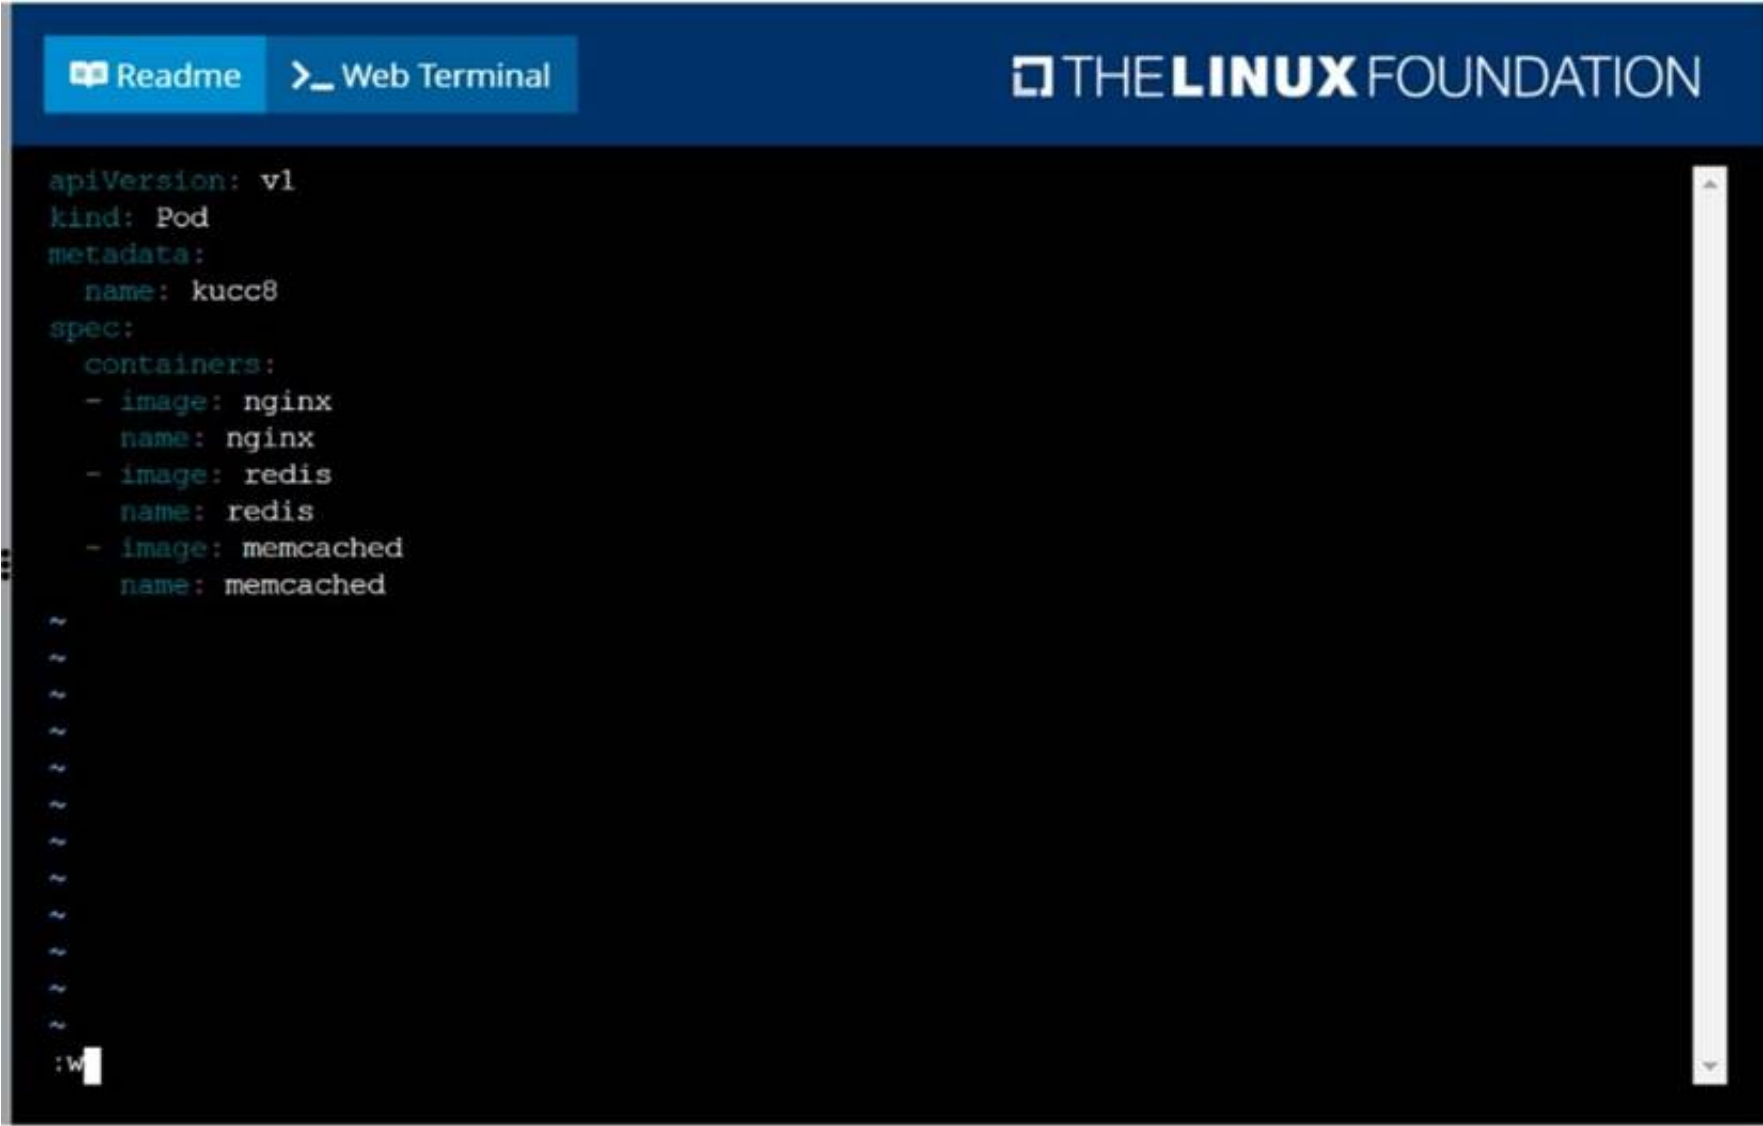 Readme >_ Web Terminal THE LINUX FOUNDATION
apiVersion: v1
kind: Pod
metadata:
  name: kucc8
spec:
  containers:
  - image: nginx
    name: nginx
  - image: redis
    name: redis
  - image: memcached
    name: memcached
~
~
~
~
~
~
~
~
~
~
~
~
:w